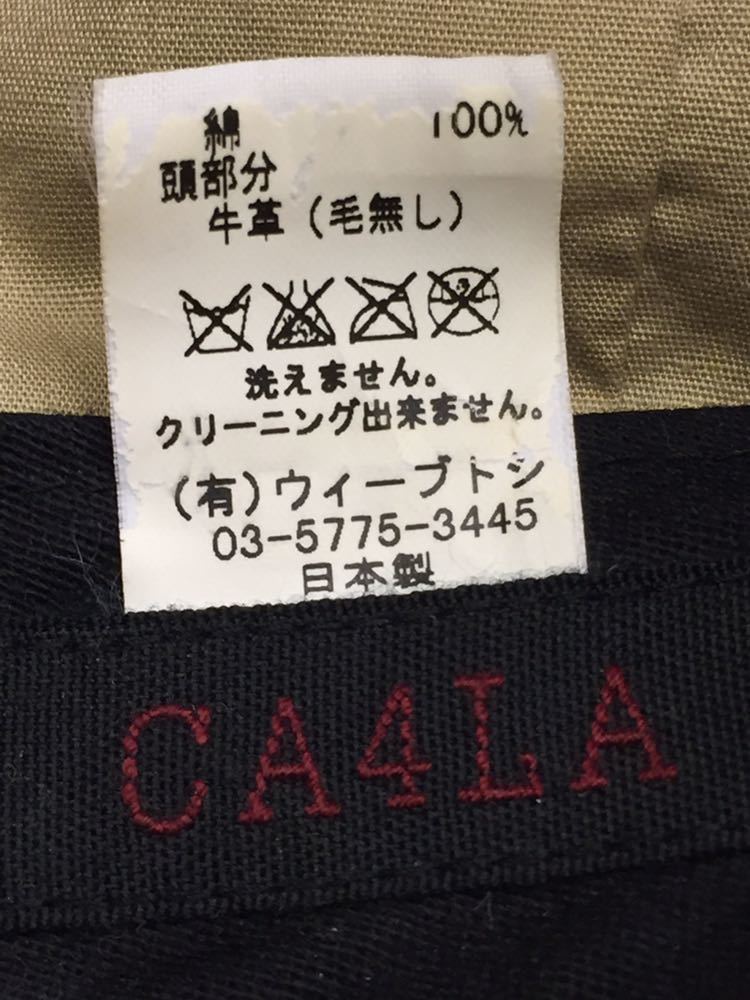 綿 100%
頭部分
牛革(毛無し)
洗えません。
クリーニング出来ません。
(有)ウィーブトシ
03-5775-3445
日本製
CA4LA